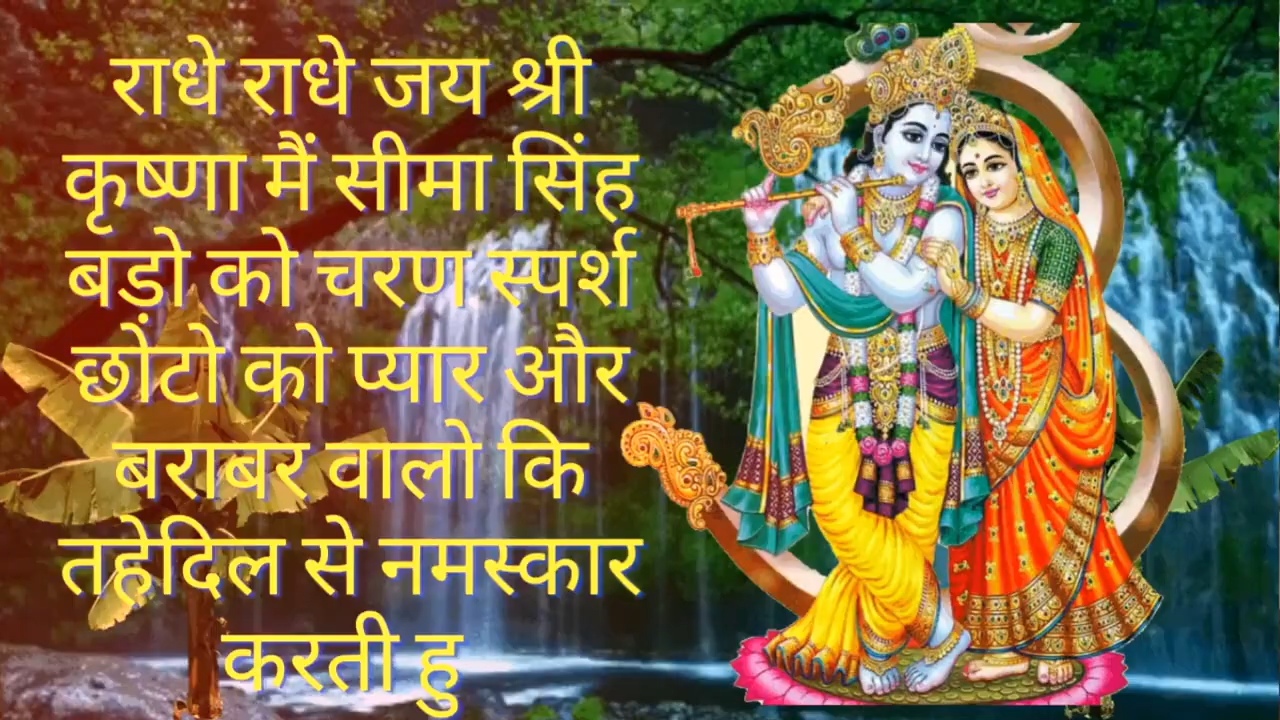 राधे राधे जय श्री
कृष्णा मैं सीमा सिंह
बड़ो को चरण स्पर्श
छोंटो को प्यार और
बराबर वालो कि
तहेदिल से नमस्कार
करती हु